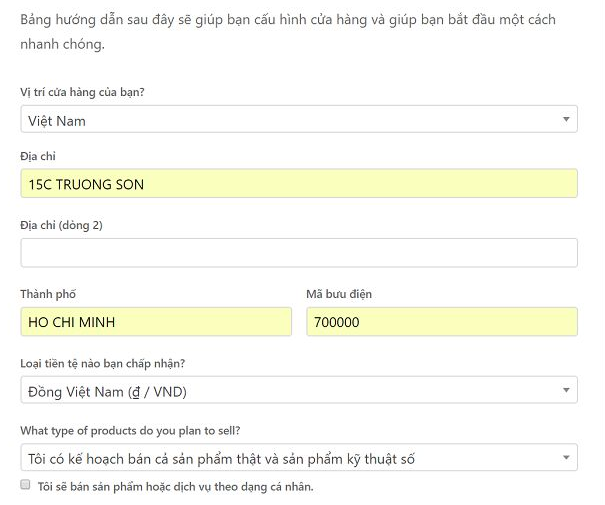 Bảng hướng dẫn sau đây sẽ giúp bạn cấu hình cửa hàng và giúp bạn bắt đầu một cách
nhanh chóng.
Vị trí cửa hàng của bạn?
Việt Nam
Địa chỉ
15C TRUONG SON
Địa chỉ (dòng 2)
Thành phố
Mã bưu điện
HO CHI MINH
700000
Loại tiền tệ nào bạn chấp nhận?
Đồng Việt Nam (₫ / VND)
What type of products do you plan to sell?
Tôi có kế hoạch bán cả sản phẩm thật và sản phẩm kỹ thuật số
Tôi sẽ bán sản phẩm hoặc dịch vụ theo dạng cá nhân.